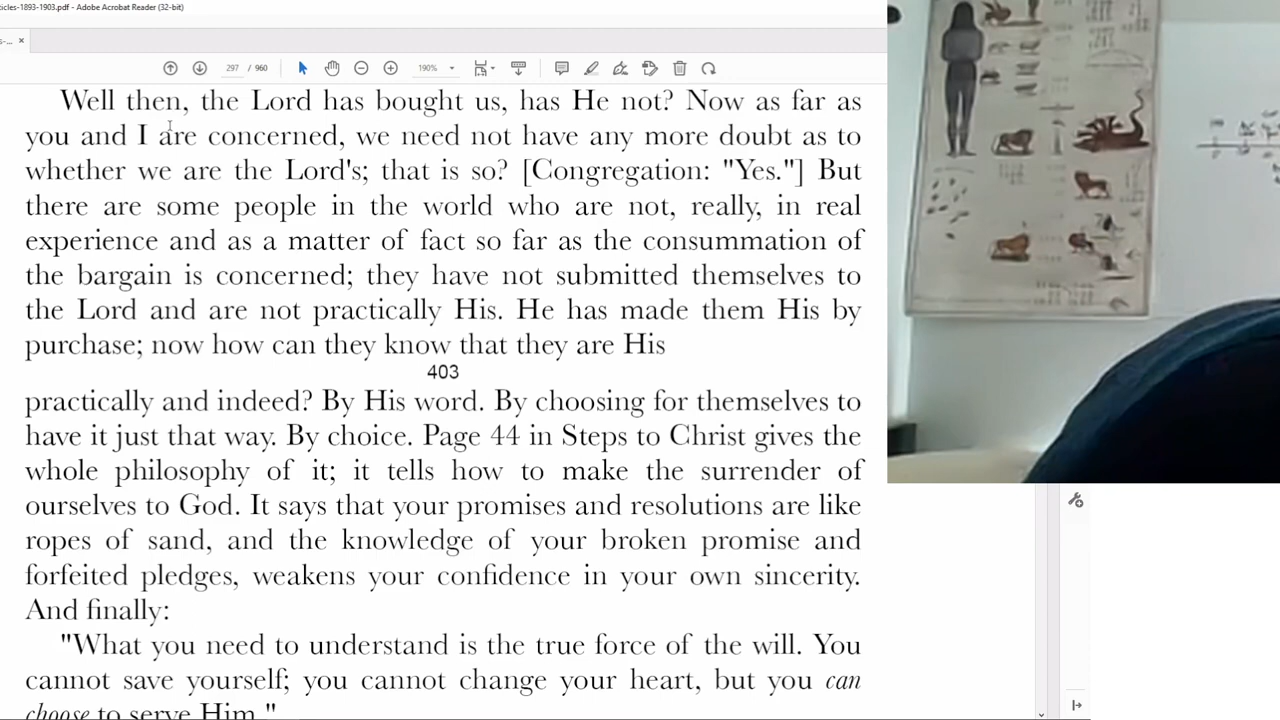 icles-1893-1903.pdf - Adobe Acrobat Reader (32-bit)
s-...
297 / 960
190%
Well then, the Lord has bought us, has He not? Now as far as
you and I are concerned, we need not have any more doubt as to
whether we are the Lord's; that is so? [Congregation: "Yes."] But
there are some people in the world who are not, really, in real
experience and as a matter of fact so far as the consummation of
the bargain is concerned; they have not submitted themselves to
the Lord and are not practically His. He has made them His by
purchase; now how can they know that they are His
403
practically and indeed? By His word. By choosing for themselves to
have it just that way. By choice. Page 44 in Steps to Christ gives the
whole philosophy of it; it tells how to make the surrender of
ourselves to God. It says that your promises and resolutions are like
ropes of sand, and the knowledge of your broken promise and
forfeited pledges, weakens your confidence in your own sincerity.
And finally:
"What you need to understand is the true force of the will. You
cannot save yourself; you cannot change your heart, but you can
choose to serve Him."